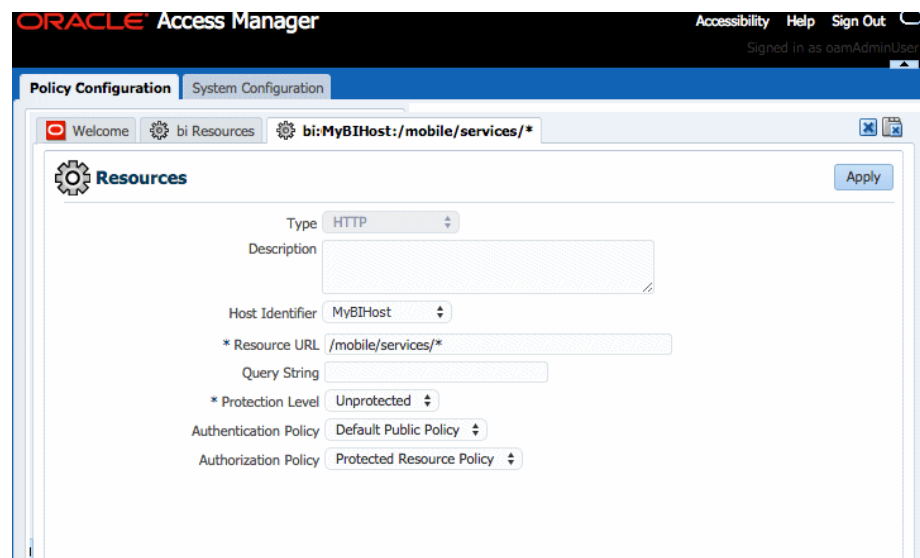 ORACLE Access Manager
Accessibility Help Sign Out
Signed in as oamAdminUser
Policy Configuration System Configuration
Welcome bi Resources bi:MyBIHost:/mobile/services/*
Resources Apply
Type HTTP
Description
Host Identifier MyBIHost
* Resource URL /mobile/services/*
Query String
* Protection Level Unprotected
Authentication Policy Default Public Policy
Authorization Policy Protected Resource Policy